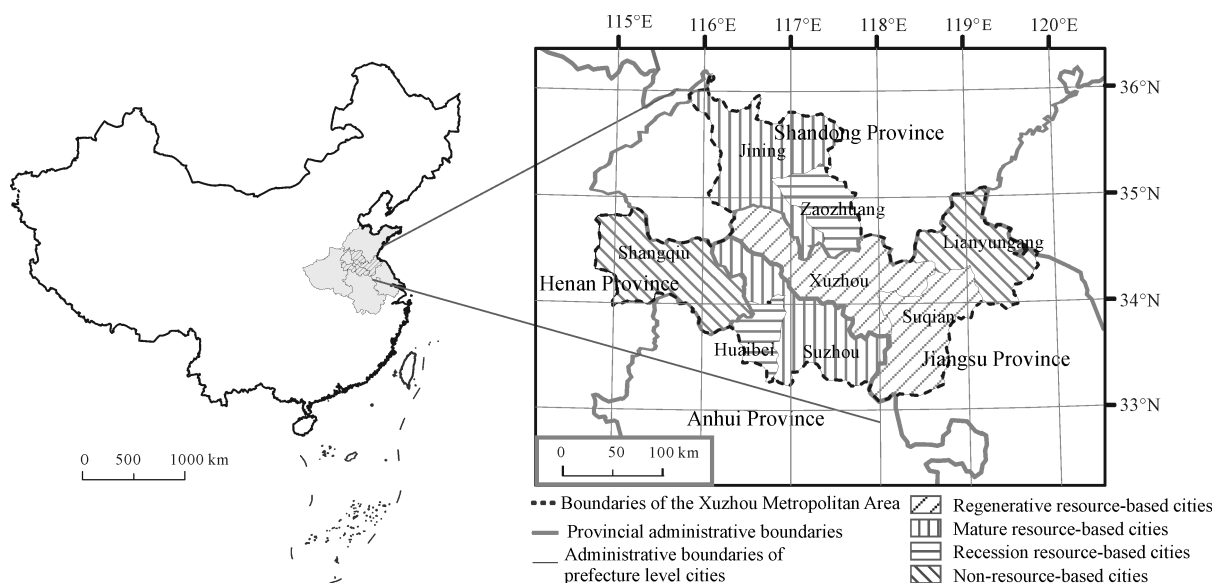 115°E 116°E 117°E 118°E 119°E 120°E
36°N
Shandong Province
Jining
35°N
Zaozhuang
Lianyungang
Shangqiu
Xuzhou
Henan Province
34°N
Suqian
Huaibei
Suzhou
Jiangsu Province
33°N
Anhui Province
0 50 100 km
0 500 1000 km
Boundaries of the Xuzhou Metropolitan Area
Provincial administrative boundaries
Administrative boundaries of
prefecture level cities
Regenerative resource-based cities
Mature resource-based cities
Recession resource-based cities
Non-resource-based cities